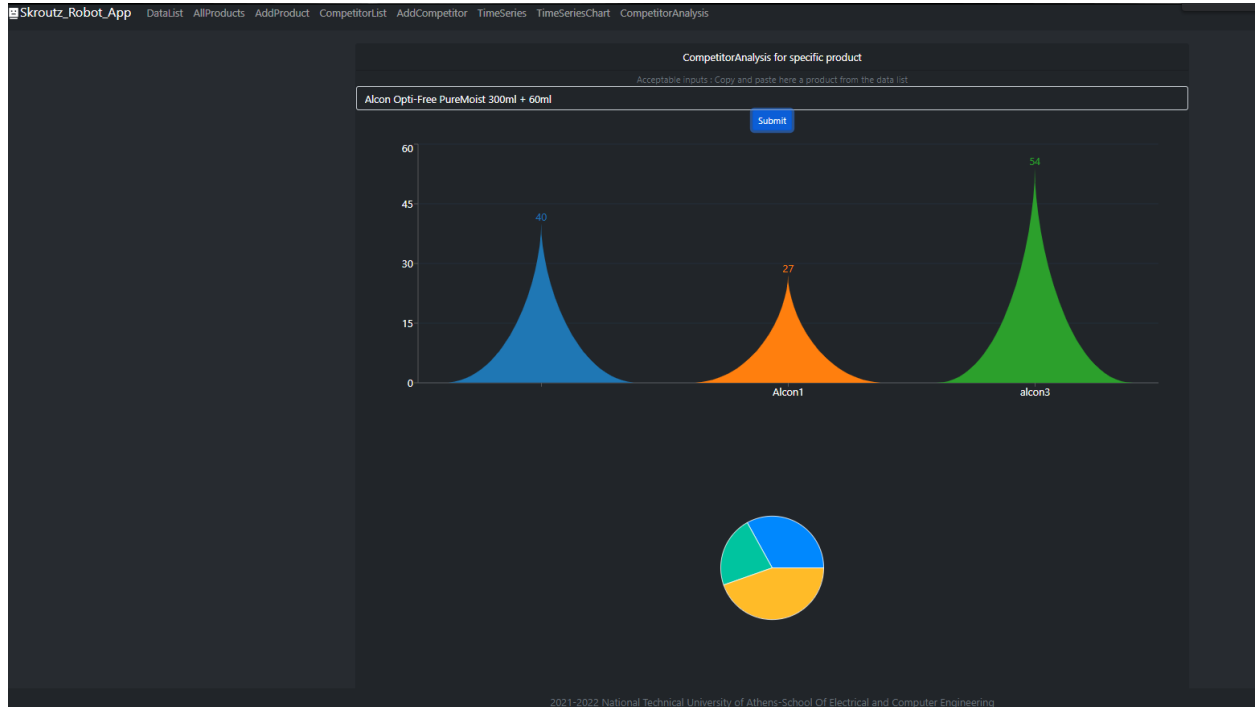 Skroutz_Robot_App DataList AllProducts AddProduct CompetitorList AddCompetitor TimeSeries TimeSeriesChart CompetitorAnalysis
CompetitorAnalysis for specific product
Acceptable inputs : Copy and paste here a product from the data list
Alcon Opti-Free PureMoist 300ml + 60ml
Submit
60
54
45
40
30
27
15
0
Alcon1 alcon3
2021-2022 National Technical University of Athens-School Of Electrical and Computer Engineering